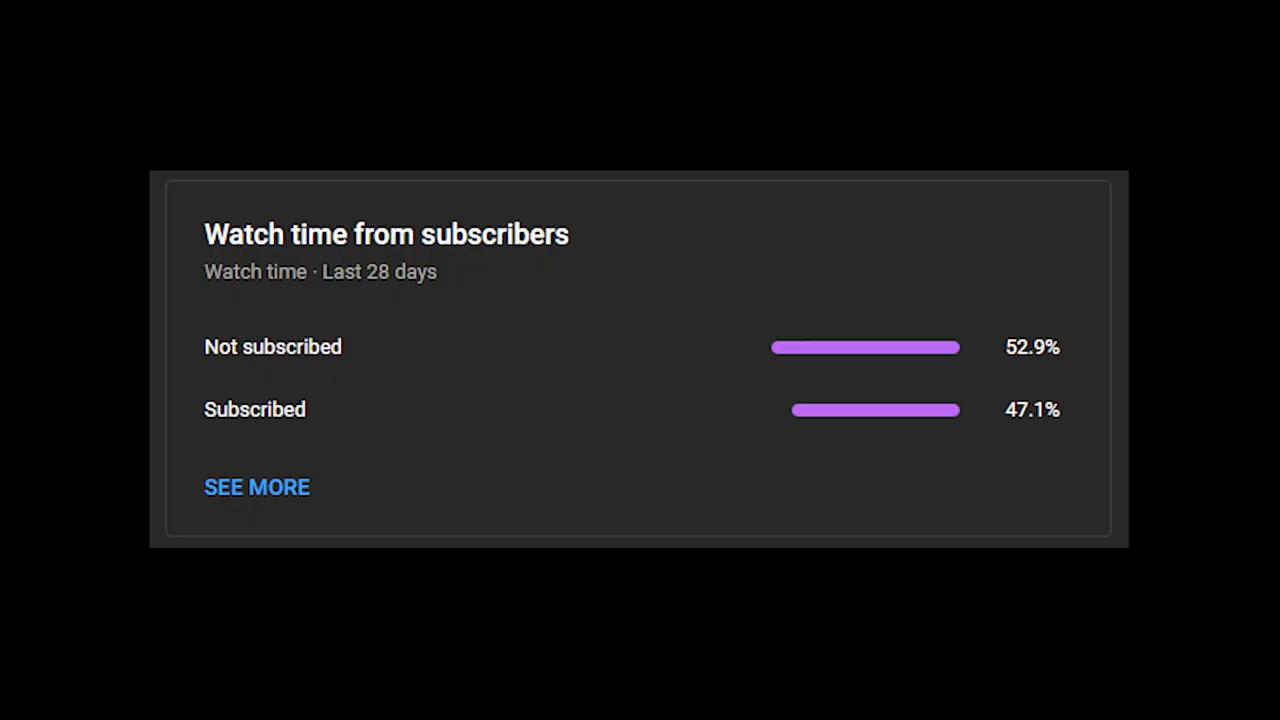 Watch time from subscribers
Watch time · Last 28 days
Not subscribed 52.9%
Subscribed 47.1%
SEE MORE